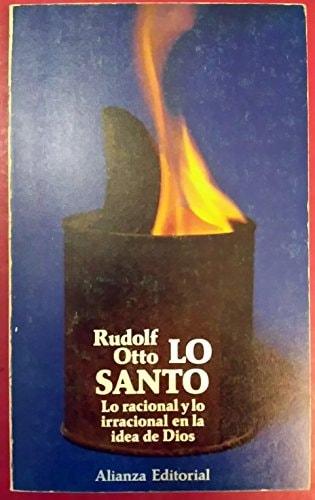 Rudolf
Otto LO
SANTO
Lo racional y lo
irracional en la
idea de Dios
Alianza Editorial